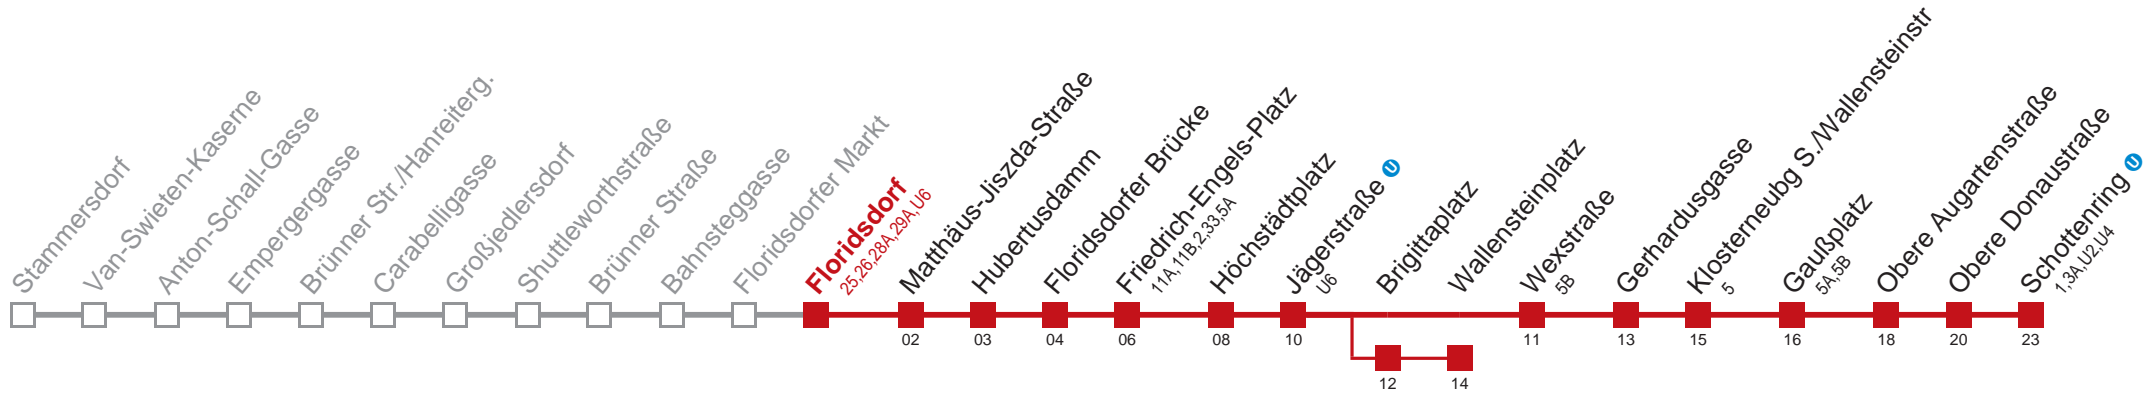 Stammersdorf
Van-Swieten-Kaserne
Anton-Schall-Gasse
Empergergasse
Brünner Str./Hanreiterg.
Carabelligasse
Großjedlersdorf
Shuttleworthstraße
Brünner Straße
Bahnsteggasse
Floridsdorfer Markt
Floridsdorf
25,26,28A,29A,U6
Matthäus-Jiszda-Straße
Hubertusdamm
Floridsdorfer Brücke
Friedrich-Engels-Platz
11A,11B,2,33,5A
Höchstädtplatz
Jägerstraße U
U6
Brigittaplatz
Wallensteinplatz
Wexstraße
5B
Gerhardusgasse
Klosterneubg S./Wallensteinstr
5
Gaußplatz
5A,5B
Obere Augartenstraße
Obere Donaustraße
Schottenring U
1,3A,U2,U4
02 03 04 06 08 10 11 13 15 16 18 20 23
12 14